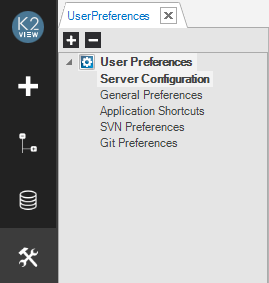 K2
VIEW
UserPreferences
User Preferences
Server Configuration
General Preferences
Application Shortcuts
SVN Preferences
Git Preferences